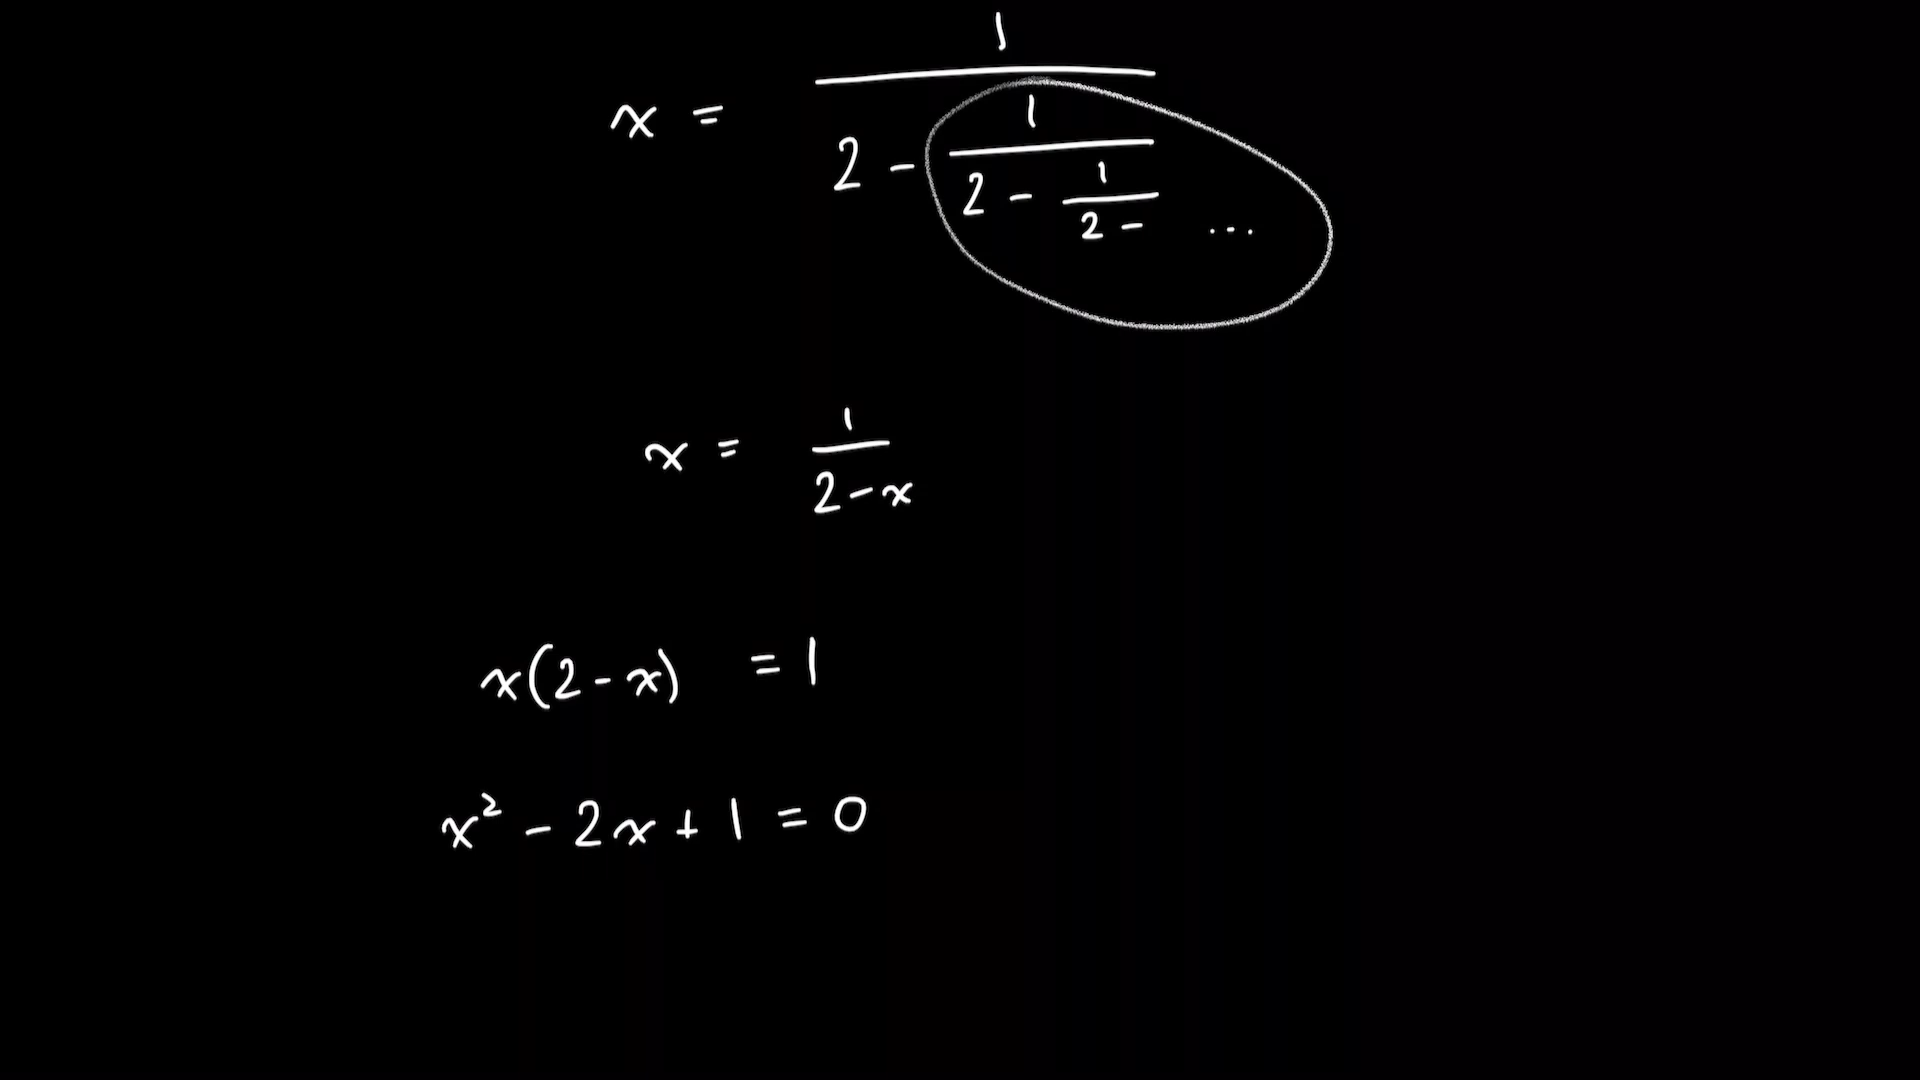 x = 1/(2 - 1/(2 - 1/(2 - ...
x = 1/(2-x)
x(2-x) = 1
x² - 2x + 1 = 0